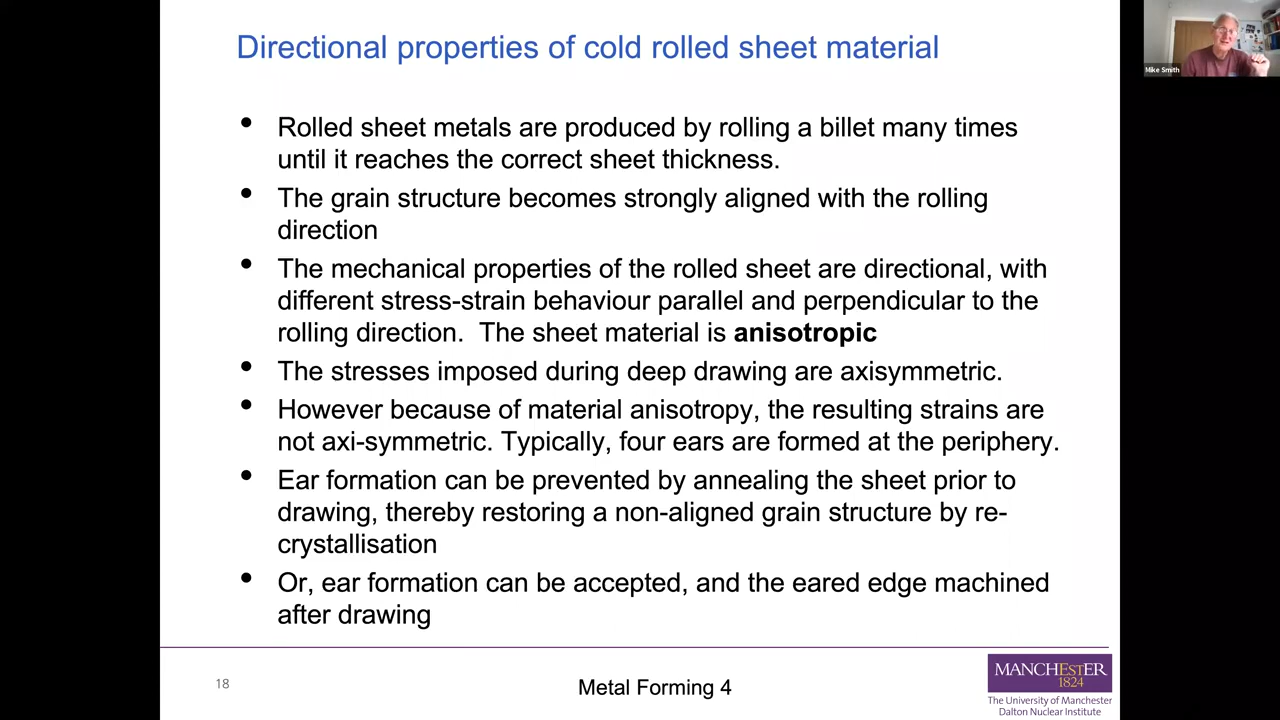 Directional properties of cold rolled sheet material
Mike Smith
• Rolled sheet metals are produced by rolling a billet many times
until it reaches the correct sheet thickness.
• The grain structure becomes strongly aligned with the rolling
direction
• The mechanical properties of the rolled sheet are directional, with
different stress-strain behaviour parallel and perpendicular to the
rolling direction.  The sheet material is anisotropic
• The stresses imposed during deep drawing are axisymmetric.
• However because of material anisotropy, the resulting strains are
not axi-symmetric. Typically, four ears are formed at the periphery.
• Ear formation can be prevented by annealing the sheet prior to
drawing, thereby restoring a non-aligned grain structure by re-
crystallisation
• Or, ear formation can be accepted, and the eared edge machined
after drawing
18
Metal Forming 4
MANCHESTER
1824
The University of Manchester
Dalton Nuclear Institute